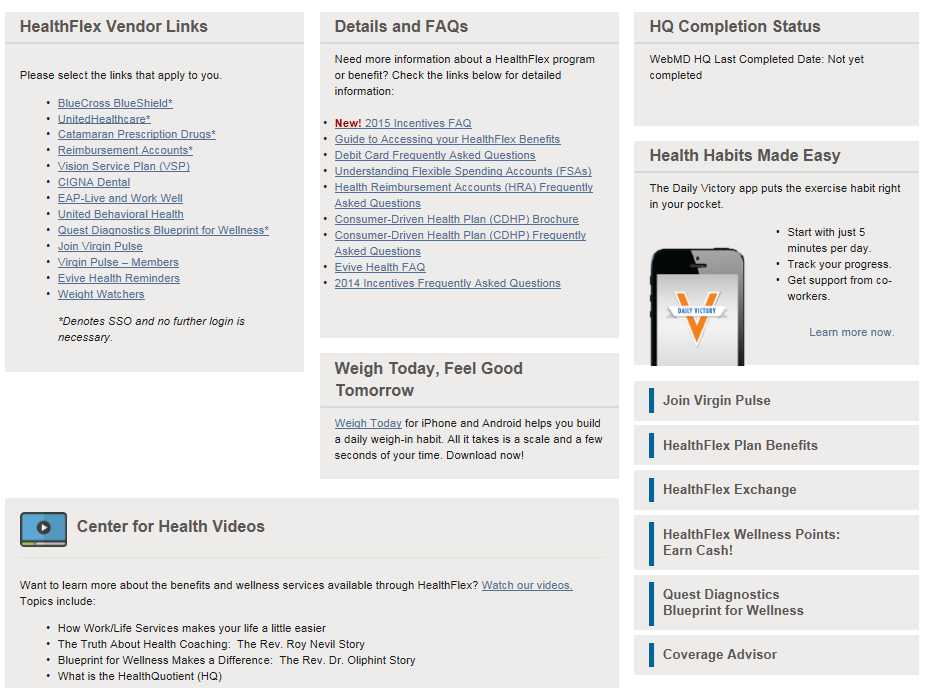 HealthFlex Vendor Links
Please select the links that apply to you.
• BlueCross BlueShield*
• UnitedHealthcare*
• Catamaran Prescription Drugs*
• Reimbursement Accounts*
• Vision Service Plan (VSP)
• CIGNA Dental
• EAP-Live and Work Well
• United Behavioral Health
• Quest Diagnostics Blueprint for Wellness*
• Join Virgin Pulse
• Virgin Pulse – Members
• Evive Health Reminders
• Weight Watchers
*Denotes SSO and no further login is
necessary.
Details and FAQs
Need more information about a HealthFlex program
or benefit? Check the links below for detailed
information:
• New! 2015 Incentives FAQ
• Guide to Accessing your HealthFlex Benefits
• Debit Card Frequently Asked Questions
• Understanding Flexible Spending Accounts (FSAs)
• Health Reimbursement Accounts (HRA) Frequently
Asked Questions
• Consumer-Driven Health Plan (CDHP) Brochure
• Consumer-Driven Health Plan (CDHP) Frequently
Asked Questions
• Evive Health FAQ
• 2014 Incentives Frequently Asked Questions
Weigh Today, Feel Good
Tomorrow
Weigh Today for iPhone and Android helps you build
a daily weigh-in habit. All it takes is a scale and a few
seconds of your time. Download now!
Center for Health Videos
Want to learn more about the benefits and wellness services available through HealthFlex? Watch our videos.
Topics include:
• How Work/Life Services makes your life a little easier
• The Truth About Health Coaching:  The Rev. Roy Nevil Story
• Blueprint for Wellness Makes a Difference:  The Rev. Dr. Oliphint Story
• What is the HealthQuotient (HQ)
HQ Completion Status
WebMD HQ Last Completed Date: Not yet
completed
Health Habits Made Easy
The Daily Victory app puts the exercise habit right
in your pocket.
DAILY VICTORY
• Start with just 5
minutes per day.
• Track your progress.
• Get support from co-
workers.
Learn more now.
Join Virgin Pulse
HealthFlex Plan Benefits
HealthFlex Exchange
HealthFlex Wellness Points:
Earn Cash!
Quest Diagnostics
Blueprint for Wellness
Coverage Advisor